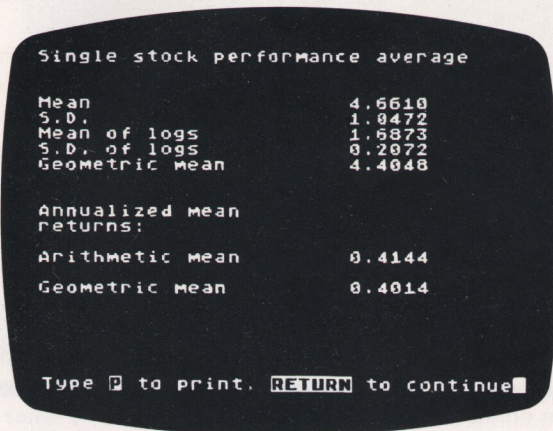 Single stock performance average
Mean 4.6610
S.D. 1.0472
Mean of logs 1.6873
S.D. of logs 0.2072
Geometric mean 4.4048
Annualized mean
returns:
Arithmetic mean 0.4144
Geometric mean 0.4014
Type P to print. RETURN to continue